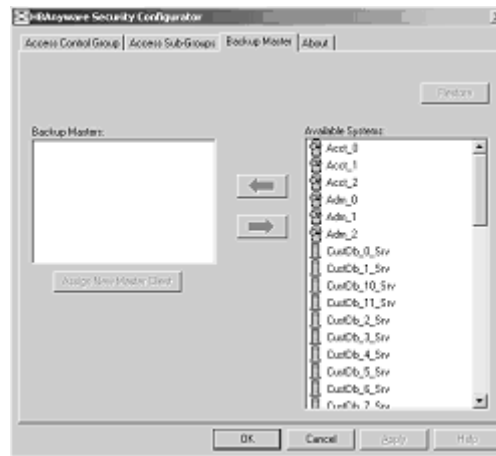 HBAnyware Security Configurator
Access Control Group Access Sub-Groups Backup Master About
Restore
Backup Masters:
Available Systems:
Acct_0
Acct_1
Acct_2
Adm_0
Adm_1
Adm_2
CustDb_0_Srv
CustDb_1_Srv
CustDb_10_Srv
CustDb_11_Srv
CustDb_2_Srv
CustDb_3_Srv
CustDb_4_Srv
CustDb_5_Srv
CustDb_6_Srv
CustDb_7_Srv
Assign New Master Client
OK Cancel Apply Help